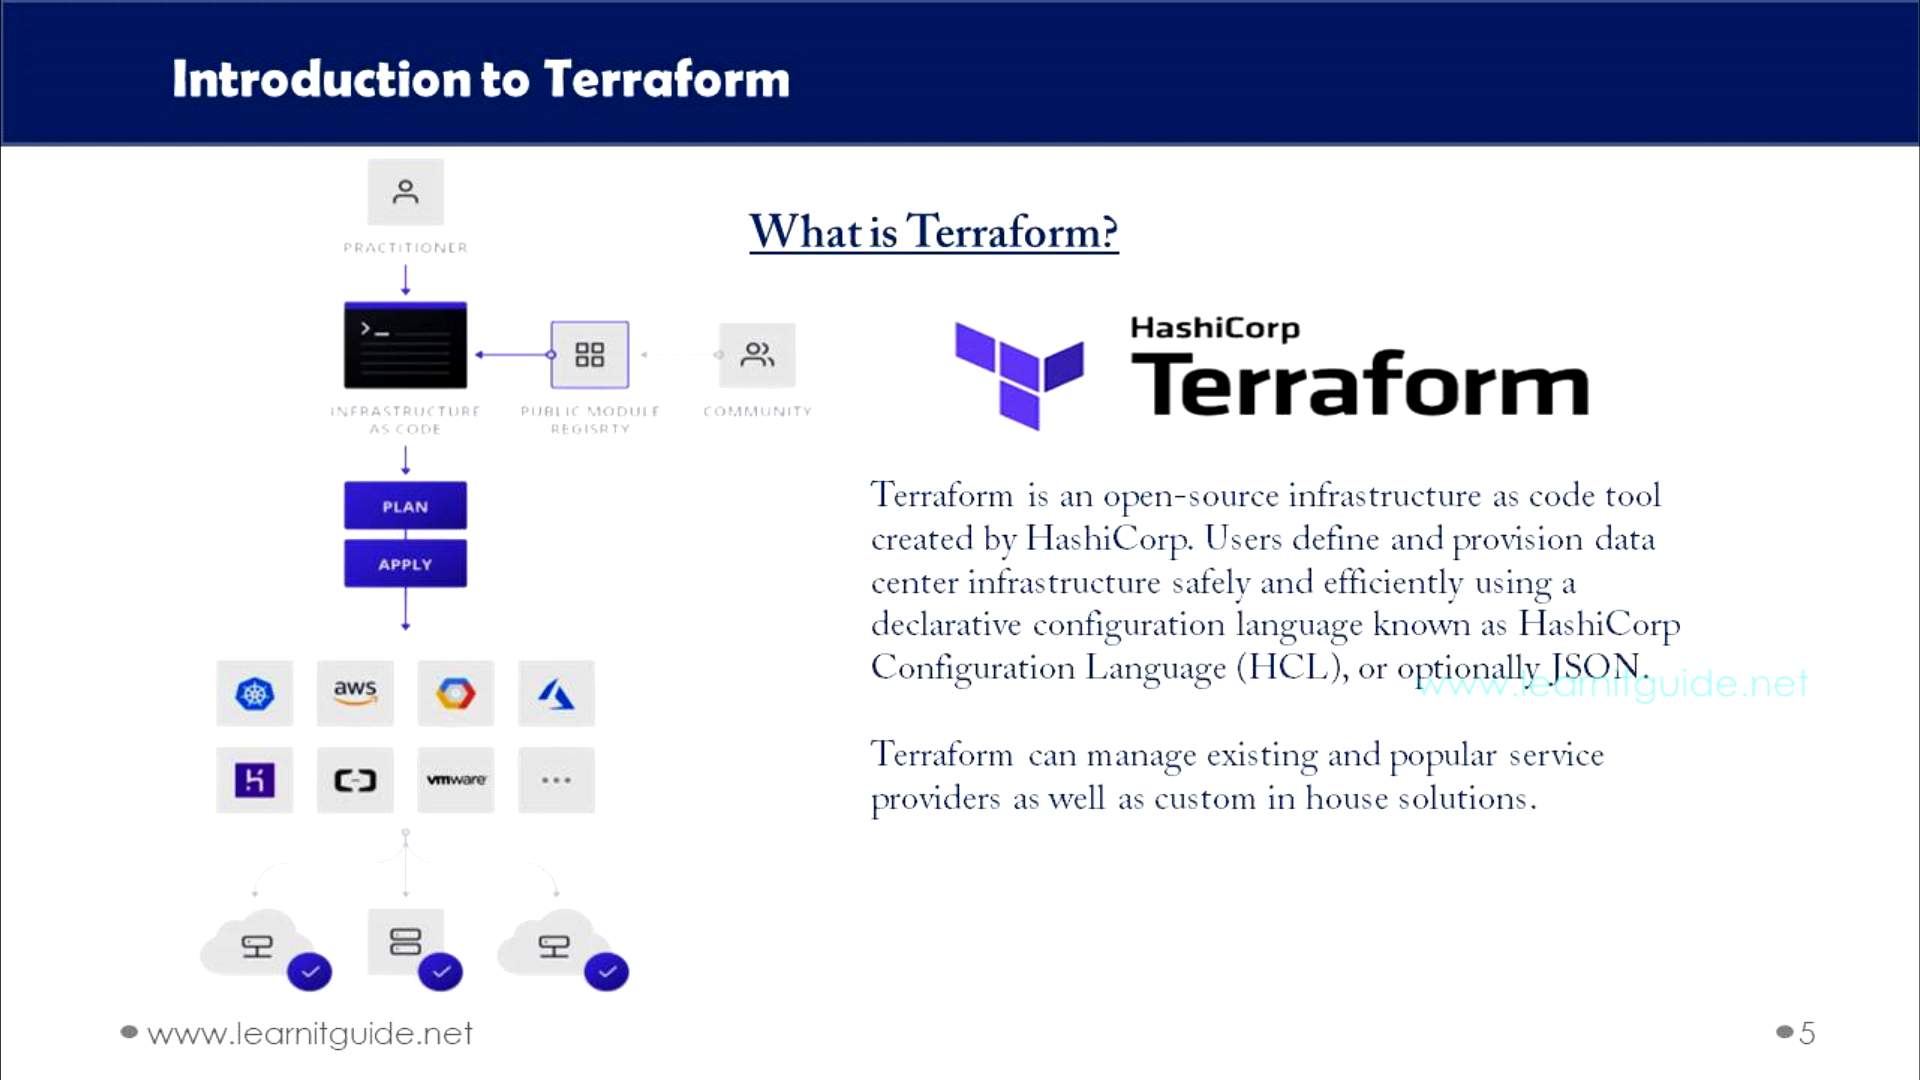 Introduction to Terraform
PRACTITIONER
What is Terraform?
>_
INFRASTRUCTURE
AS CODE
PUBLIC MODULE
REGISRTY
COMMUNITY
HashiCorp
Terraform
PLAN
APPLY
Terraform is an open-source infrastructure as code tool
created by HashiCorp. Users define and provision data
center infrastructure safely and efficiently using a
declarative configuration language known as HashiCorp
Configuration Language (HCL), or optionally JSON.
www.learnitguide.net
Terraform can manage existing and popular service
providers as well as custom in house solutions.
aws
vmware
www.learnitguide.net
5